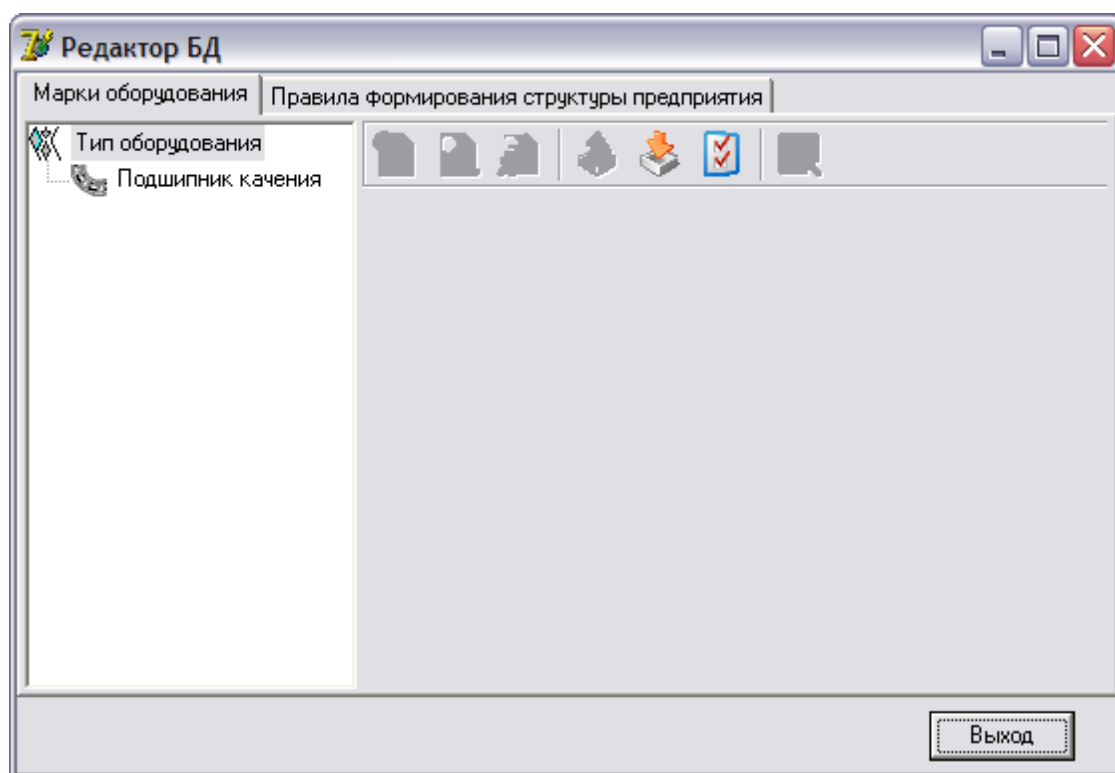 Редактор БД
Марки оборудования
Правила формирования структуры предприятия
Тип оборудования
Подшипник качения
Выход